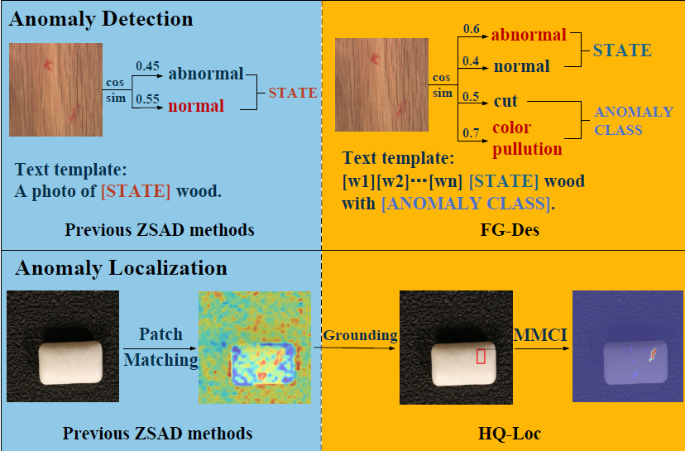 Anomaly Detection
cos
sim
0.45
abnormal
0.55
normal
STATE
Text template:
A photo of [STATE] wood.
Previous ZSAD methods
cos
sim
0.6
abnormal
0.4
normal
STATE
0.5
cut
0.7
color
pullution
ANOMALY
CLASS
Text template:
[w1][w2]···[wn] [STATE] wood
with [ANOMALY CLASS].
FG-Des
Anomaly Localization
Patch
Matching
Previous ZSAD methods
Grounding
MMCI
HQ-Loc